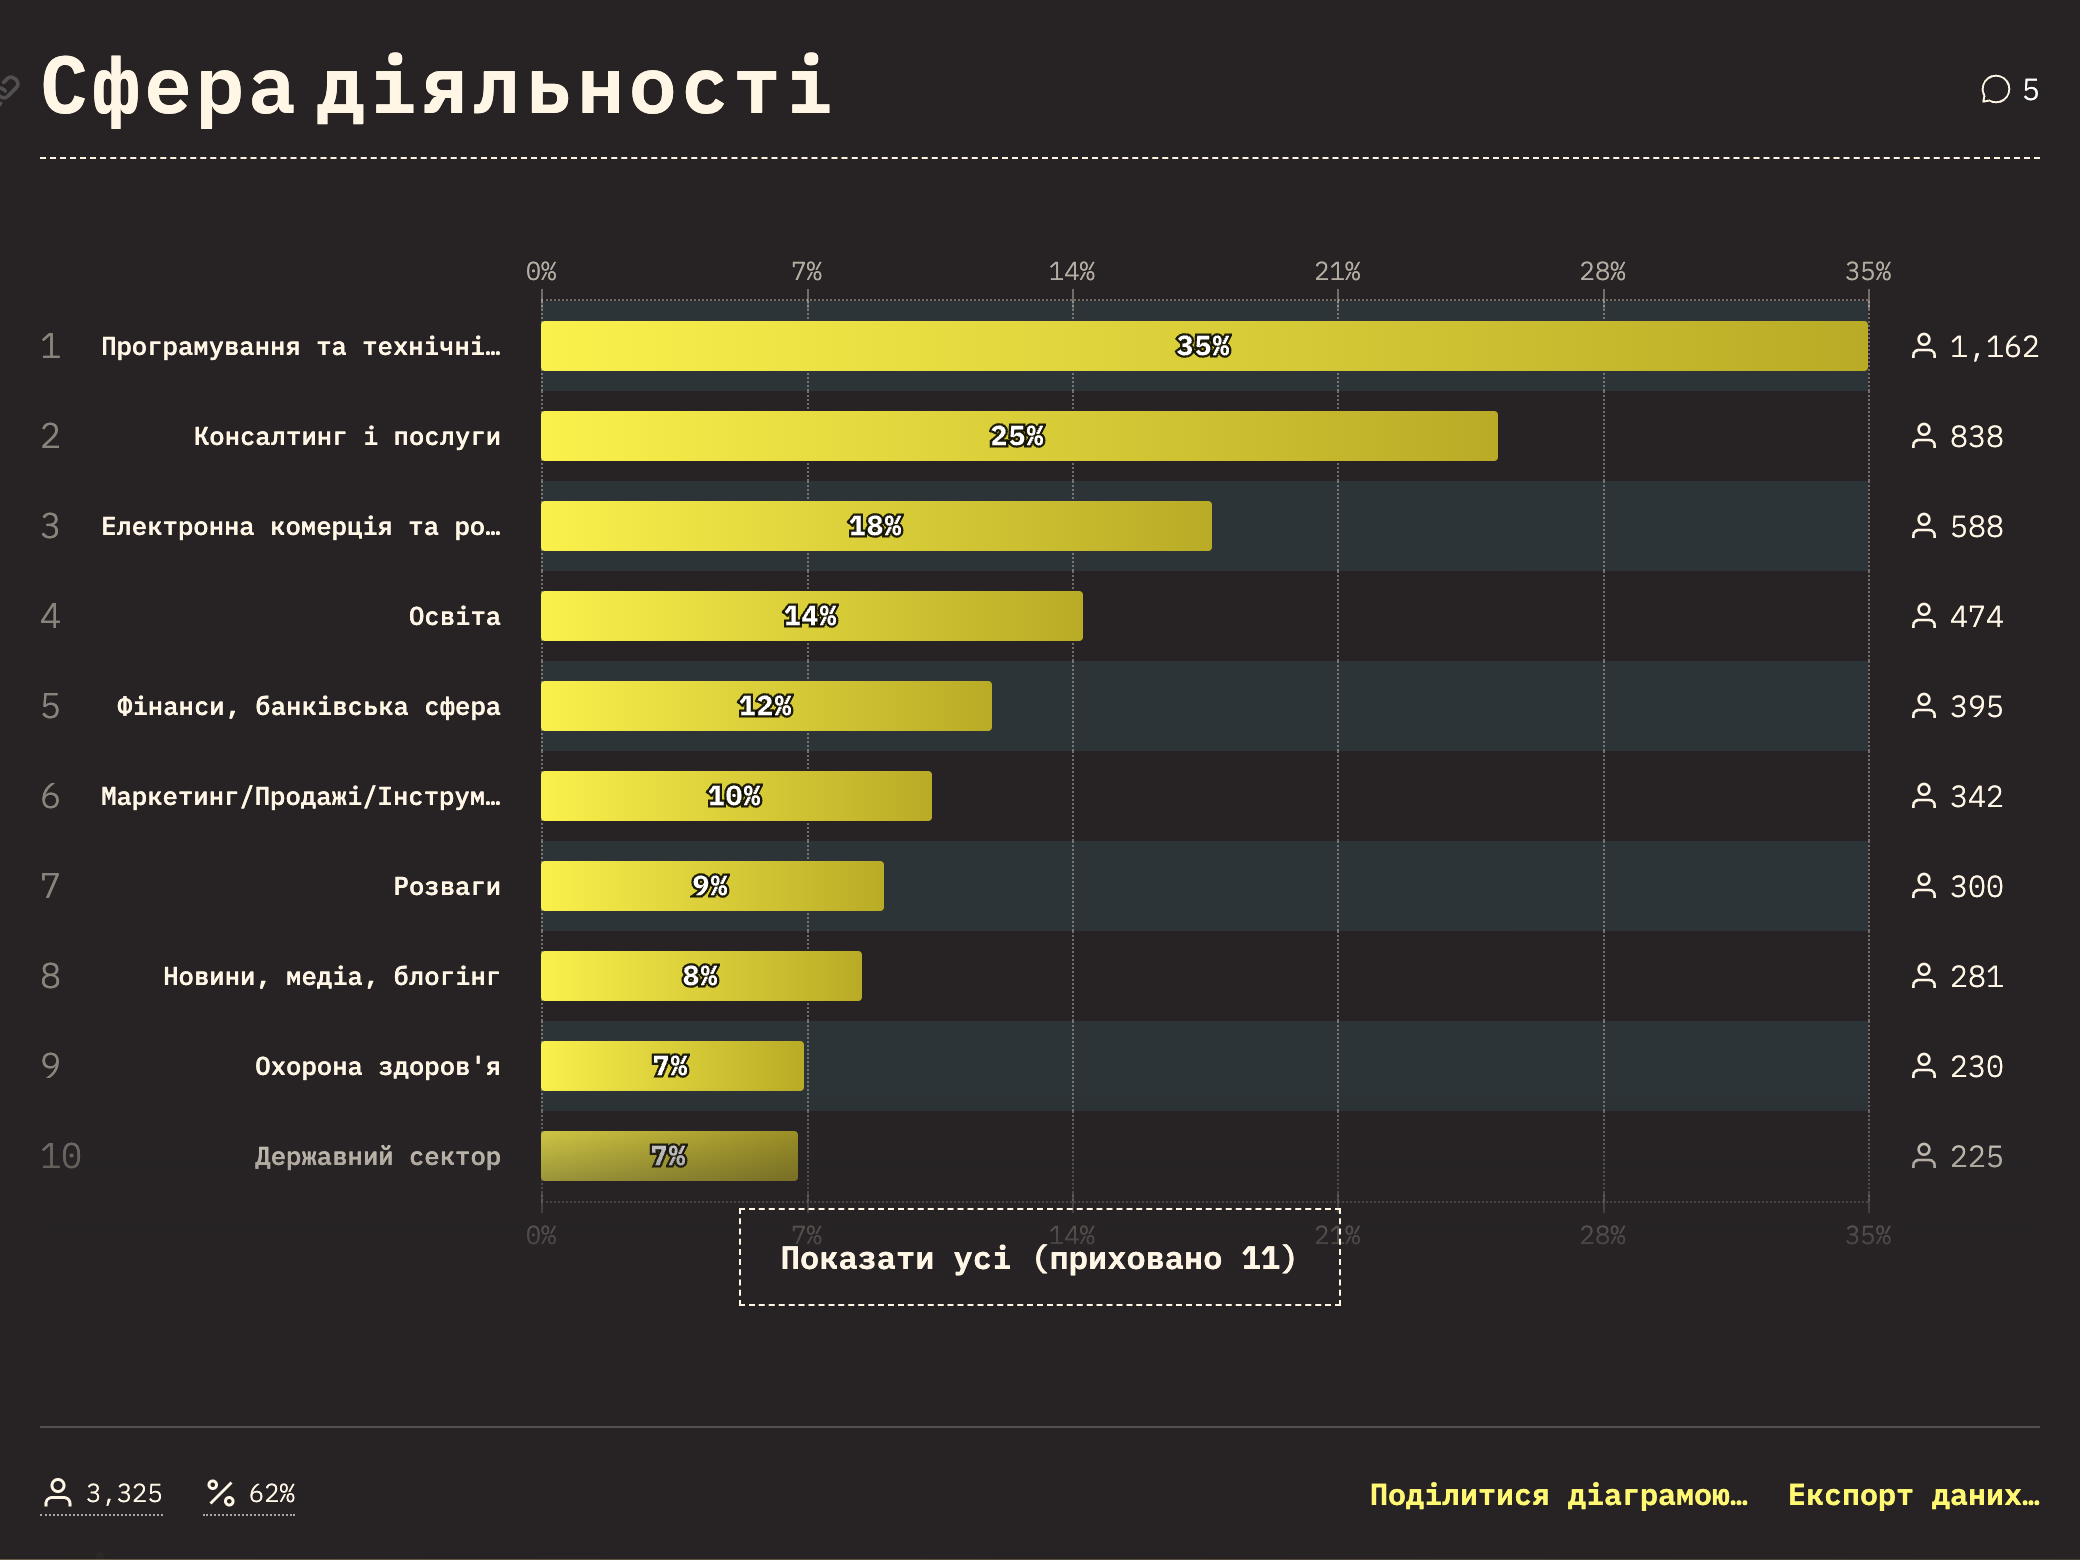 Сфера діяльності
5
0% 7% 14% 21% 28% 35%
1 Програмування та технічні… 35% 1,162
2 Консалтинг і послуги 25% 838
3 Електронна комерція та ро… 18% 588
4 Освіта 14% 474
5 Фінанси, банківська сфера 12% 395
6 Маркетинг/Продажі/Інструм… 10% 342
7 Розваги 9% 300
8 Новини, медіа, блогінг 8% 281
9 Охорона здоров'я 7% 230
10 Державний сектор 7% 225
0% 7% 14% 21% 28% 35%
Показати усі (приховано 11)
3,325 62% Поділитися діаграмою… Експорт даних…